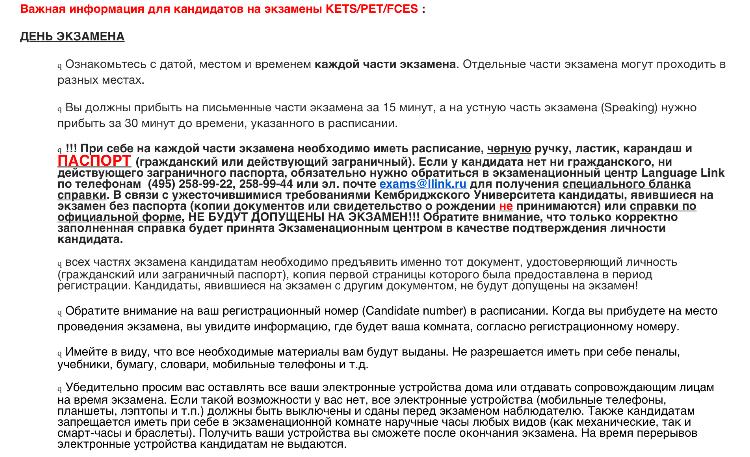 Важная информация для кандидатов на экзамены KETS/PET/FCES :
ДЕНЬ ЭКЗАМЕНА
q Ознакомьтесь с датой, местом и временем каждой части экзамена. Отдельные части экзамена могут проходить в
разных местах.
q Вы должны прибыть на письменные части экзамена за 15 минут, а на устную часть экзамена (Speaking) нужно
прибыть за 30 минут до времени, указанного в расписании.
q !!! При себе на каждой части экзамена необходимо иметь расписание, черную ручку, ластик, карандаш и
ПАСПОРТ (гражданский или действующий заграничный). Если у кандидата нет ни гражданского, ни
действующего заграничного паспорта, обязательно нужно обратиться в экзаменационный центр Language Link
по телефонам (495) 258-99-22, 258-99-44 или эл. почте exams@llink.ru для получения специального бланка
справки. В связи с ужесточившимися требованиями Кембриджского Университета кандидаты, явившиеся на
экзамен без паспорта (копии документов или свидетельство о рождении не принимаются) или справки по
официальной форме, НЕ БУДУТ ДОПУЩЕНЫ НА ЭКЗАМЕН!!! Обратите внимание, что только корректно
заполненная справка будет принята Экзаменационным центром в качестве подтверждения личности
кандидата.
q всех частях экзамена кандидатам необходимо предъявить именно тот документ, удостоверяющий личность
(гражданский или заграничный паспорт), копия первой страницы которого была предоставлена в период
регистрации. Кандидаты, явившиеся на экзамен с другим документом, не будут допущены на экзамен!
q Обратите внимание на ваш регистрационный номер (Candidate number) в расписании. Когда вы прибудете на место
проведения экзамена, вы увидите информацию, где будет ваша комната, согласно регистрационному номеру.
q Имейте в виду, что все необходимые материалы вам будут выданы. Не разрешается иметь при себе пеналы,
учебники, бумагу, словари, мобильные телефоны и т.д.
q Убедительно просим вас оставлять все ваши электронные устройства дома или отдавать сопровождающим лицам
на время экзамена. Если такой возможности у вас нет, все электронные устройства (мобильные телефоны,
планшеты, лэптопы и т.п.) должны быть выключены и сданы перед экзаменом наблюдателю. Также кандидатам
запрещается иметь при себе в экзаменационной комнате наручные часы любых видов (как механические, так и
смарт-часы и браслеты). Получить ваши устройства вы сможете после окончания экзамена. На время перерывов
электронные устройства кандидатам не выдаются.